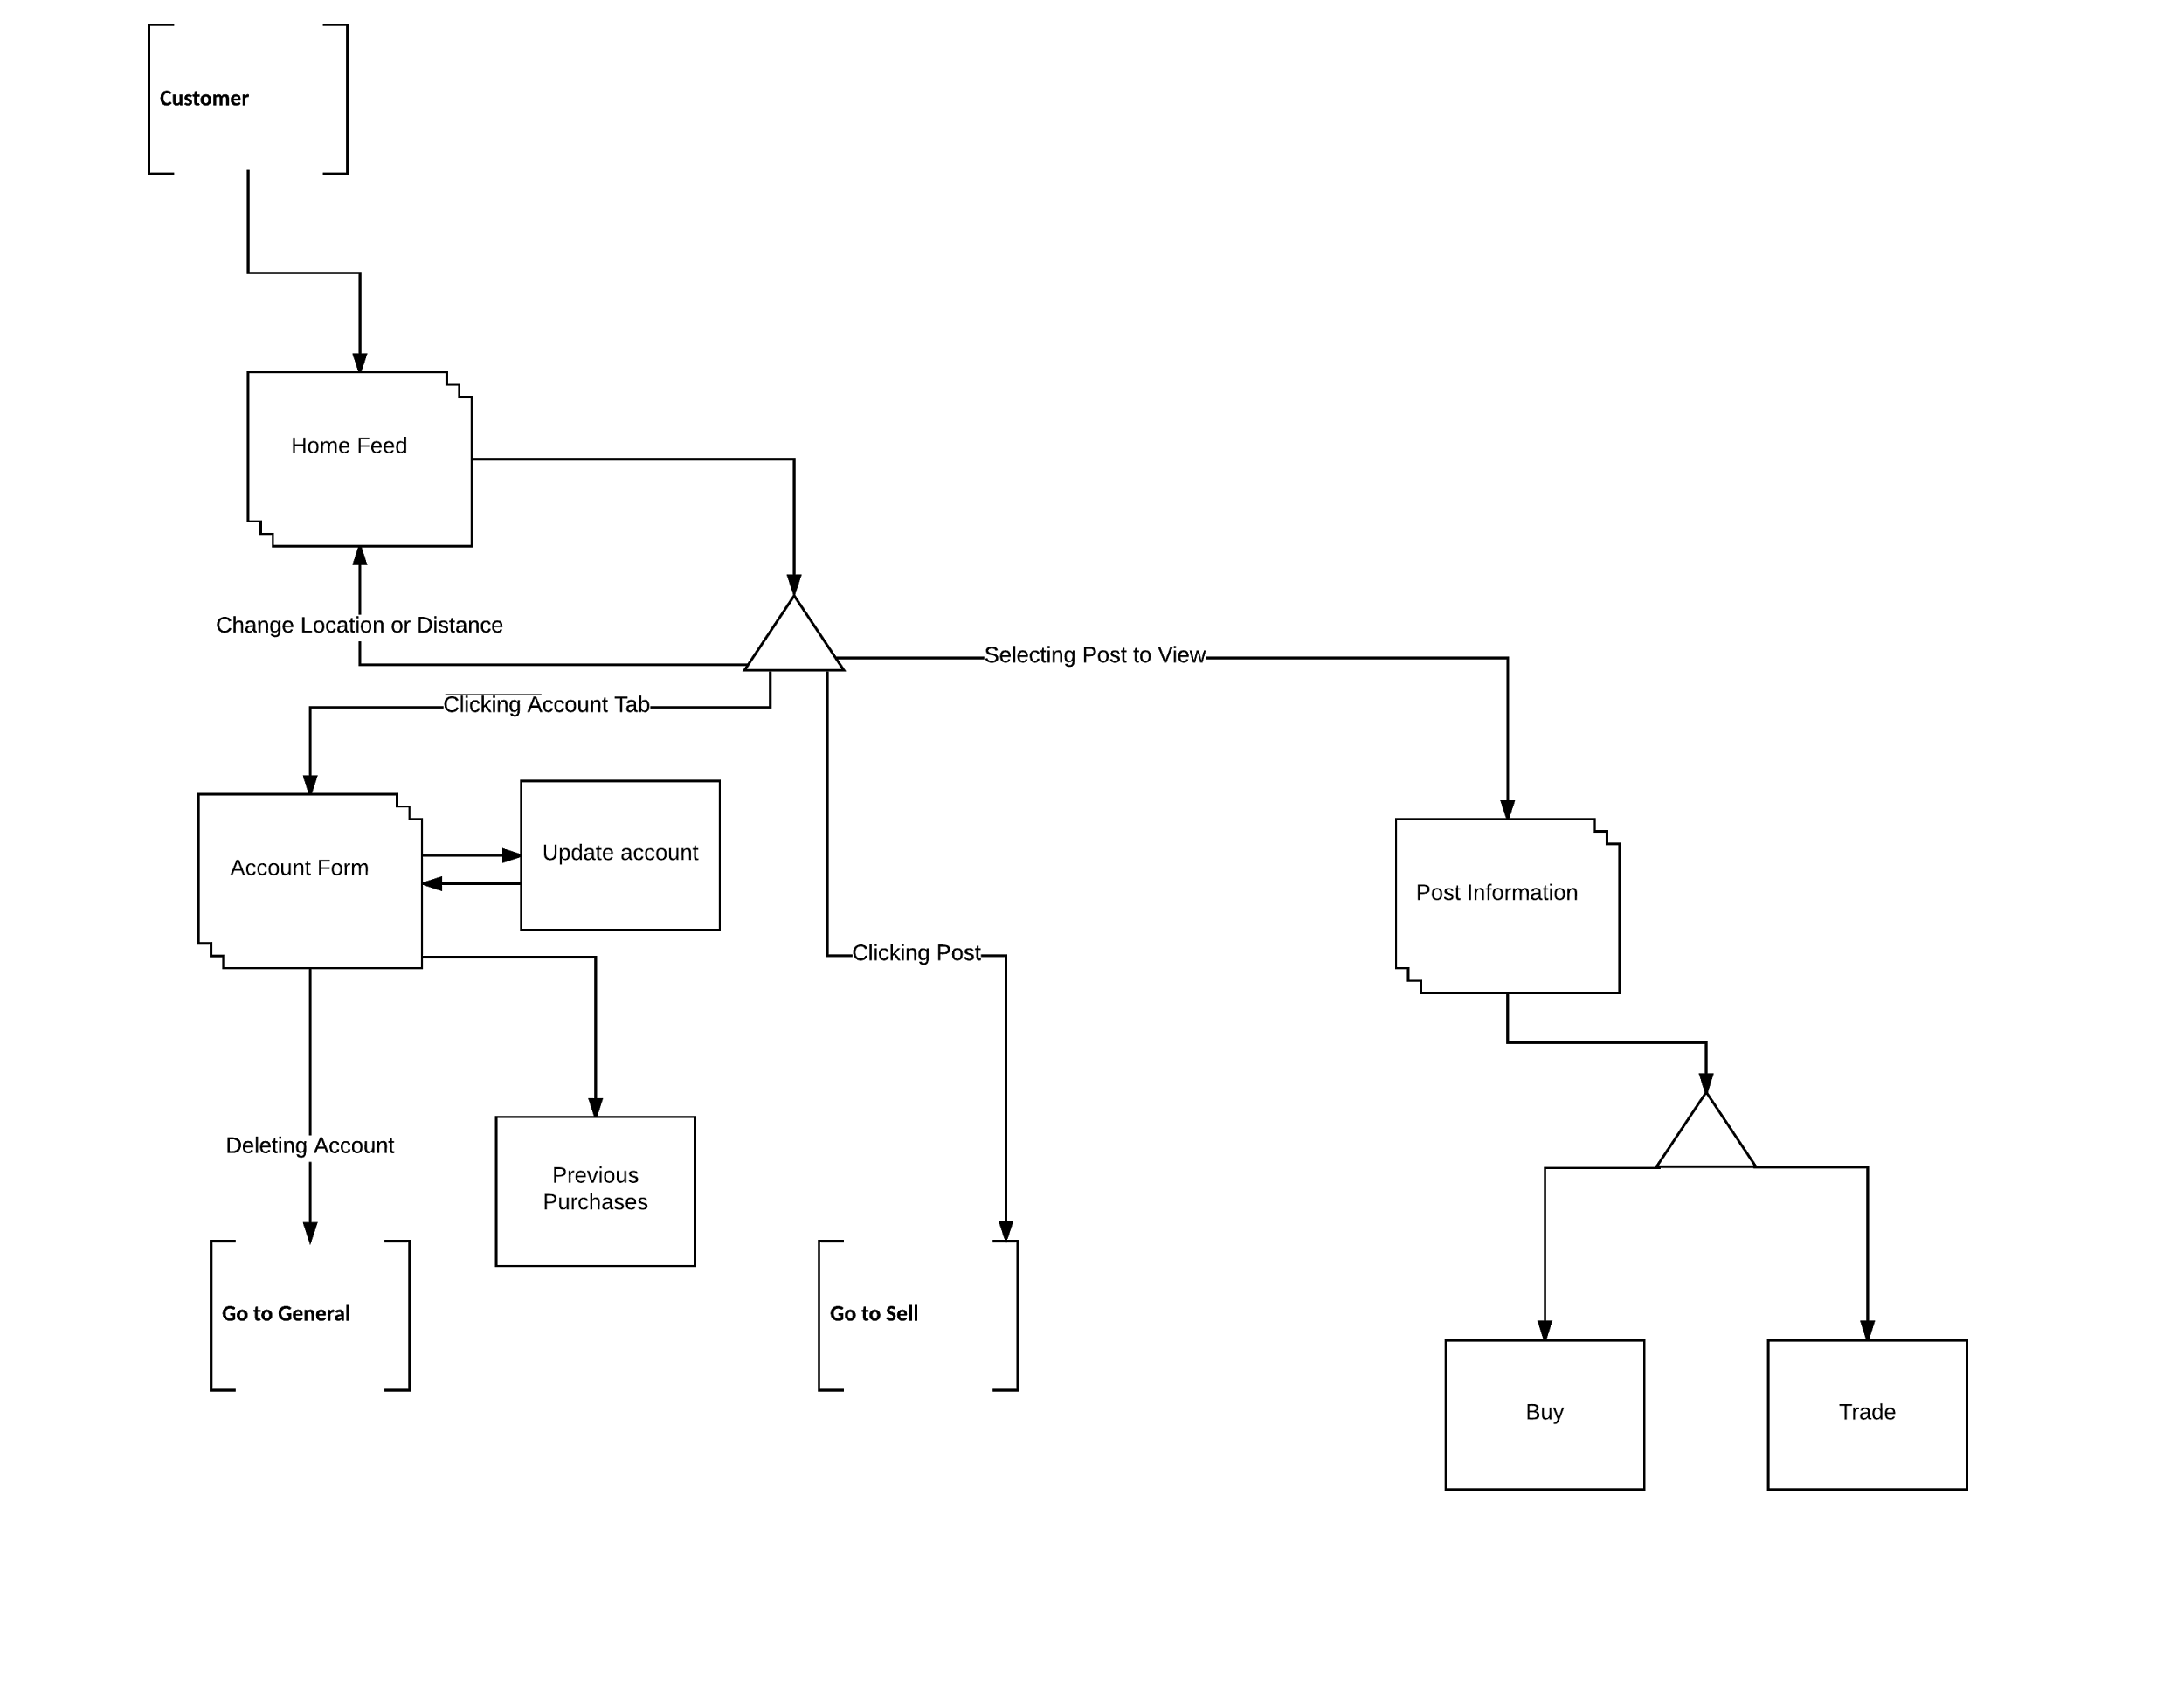 Customer
Home Feed
Change Location or Distance
Selecting Post to View
Clicking Account Tab
Update account
Account Form
Post Information
Clicking Post
Deleting Account
Previous
Purchases
Go to General
Go to Sell
Buy
Trade